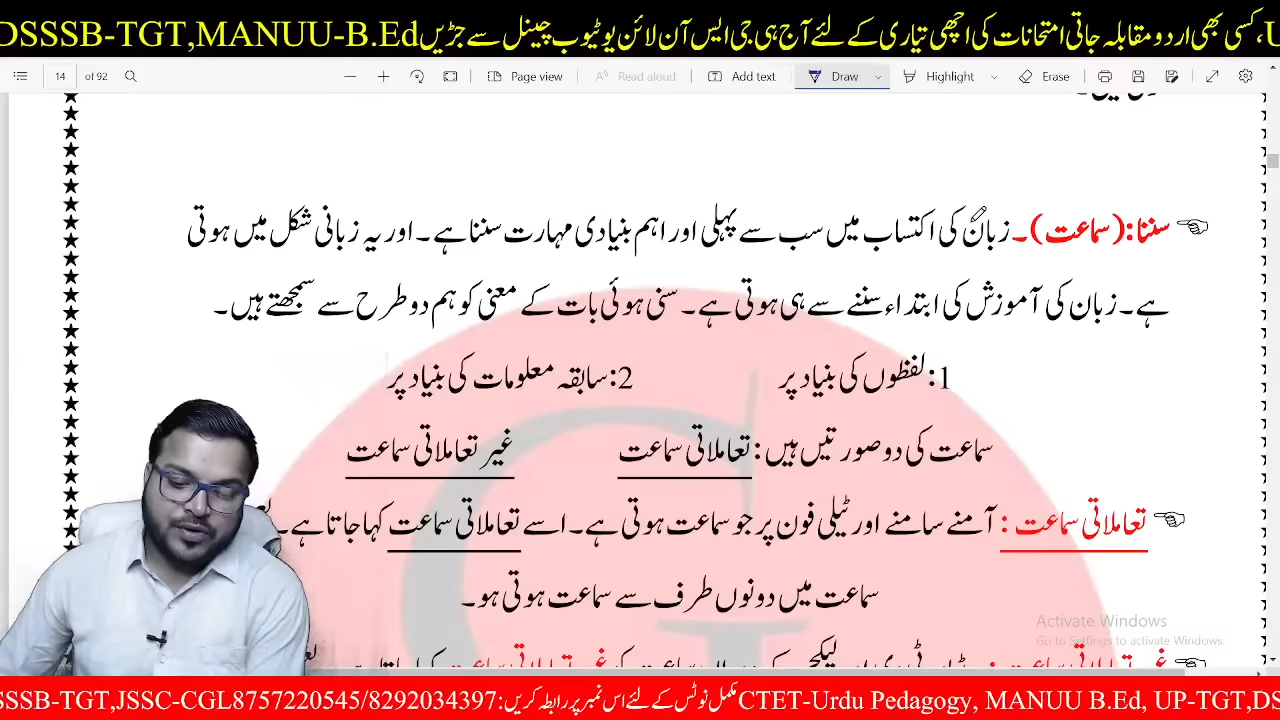 DSSSB-TGT,MANUU-B.Ed کسی بھی اردو مقابلہ جاتی امتحانات کی اچھی تیاری کے لئے آج ہی جی ایس آن لائن یوٹیوب چینل سے جڑیں
14 of 92 Page view Read aloud Add text Draw Highlight Erase
سننا:(سماعت)۔ زبان کی اکتساب میں سب سے پہلی اور اہم بنیادی مہارت سننا ہے۔ اور یہ زبانی شکل میں ہوتی
ہے۔ زبان کی آموزش کی ابتداء سننے سے ہی ہوتی ہے۔ سنی ہوئی بات کے معنی کو ہم دو طرح سے سمجھتے ہیں۔
1: لفظوں کی بنیاد پر 2: سابقہ معلومات کی بنیاد پر
سماعت کی دو صورتیں ہیں: تعاملاتی سماعت غیر تعاملاتی سماعت
تعاملاتی سماعت : آمنے سامنے اور ٹیلی فون پر جو سماعت ہوتی ہے۔ اسے تعاملاتی سماعت کہا جاتا ہے۔
سماعت میں دونوں طرف سے سماعت ہوتی ہو۔
Activate Windows
Go to Settings to activate Windows.
SSSB-TGT,JSSC-CGL مکمل نوٹس کے لئے اس نمبر پر رابطہ کریں:8757220545/8292034397 CTET-Urdu Pedagogy, MANUU B.Ed, UP-TGT,DS